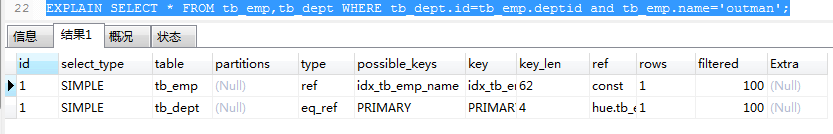 22 EXPLAIN SELECT * FROM tb_emp,tb_dept WHERE tb_dept.id=tb_emp.deptid and tb_emp.name='outman';
信息 结果1 概况 状态
id select_type table partitions type possible_keys key key_len ref rows filtered Extra
1 SIMPLE tb_emp (Null) ref idx_tb_emp_name idx_tb_e 62 const 1 100 (Null)
1 SIMPLE tb_dept (Null) eq_ref PRIMARY PRIMAR 4 hue.tb_e 1 100 (Null)